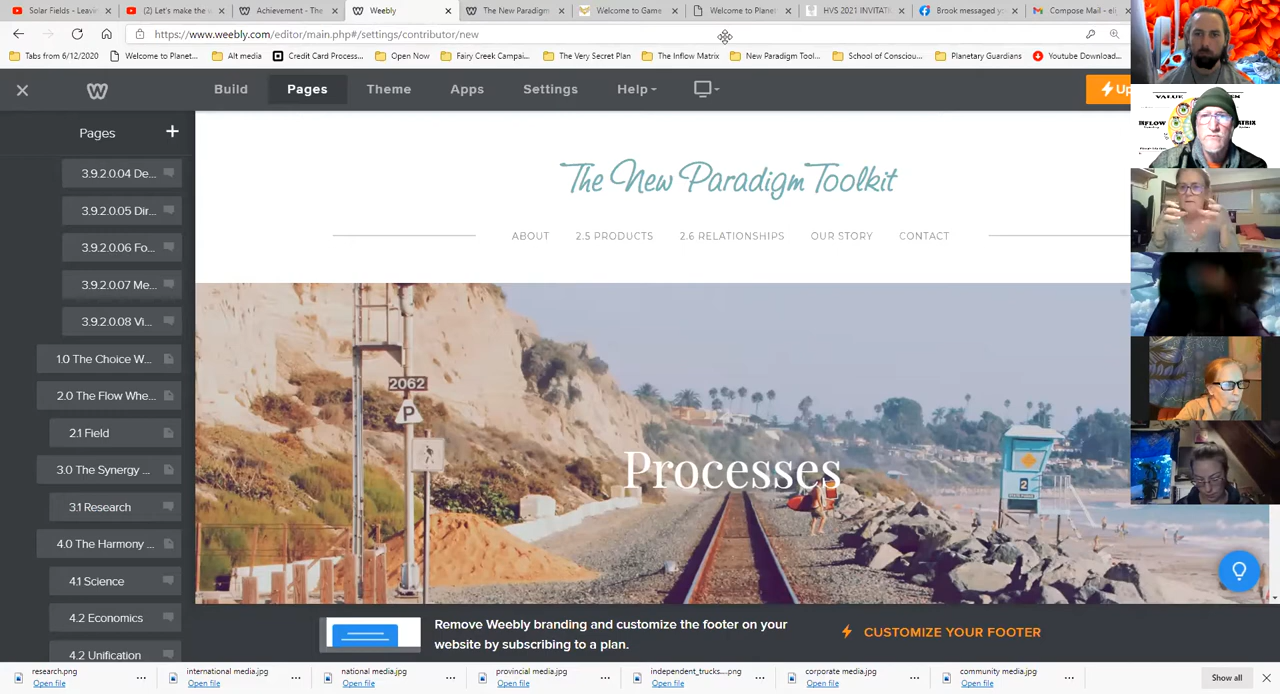 Solar Fields - Leavin
(2) Let's make the w
Achievement - The
Weebly
The New Paradigm
Welcome to Game
Welcome to Planet
HVS 2021 INVITATI
Brook messaged yo
Compose Mail - eli
https://www.weebly.com/editor/main.php#/settings/contributor/new
Tabs from 6/12/2020
Welcome to Planet...
Alt media
Credit Card Process...
Open Now
Fairy Creek Campai...
The Very Secret Plan
The Inflow Matrix
New Paradigm Tool...
School of Conscious...
Planetary Guardians
Youtube Download...
Build
Pages
Theme
Apps
Settings
Help
Up
Pages
3.9.2.0.04 De...
3.9.2.0.05 Dir...
3.9.2.0.06 Fo...
3.9.2.0.07 Me...
3.9.2.0.08 Vi...
1.0 The Choice W...
2.0 The Flow Whe...
2.1 Field
3.0 The Synergy ...
3.1 Research
4.0 The Harmony ...
4.1 Science
4.2 Economics
4.2 Unification
The New Paradigm Toolkit
ABOUT
2.5 PRODUCTS
2.6 RELATIONSHIPS
OUR STORY
CONTACT
2062
P
2
Processes
VALUE
Remove Weebly branding and customize the footer on your
website by subscribing to a plan.
CUSTOMIZE YOUR FOOTER
research.png
Open file
international media.jpg
Open file
national media.jpg
Open file
provincial media.jpg
Open file
independent_trucks....png
Open file
corporate media.jpg
Open file
community media.jpg
Open file
Show all